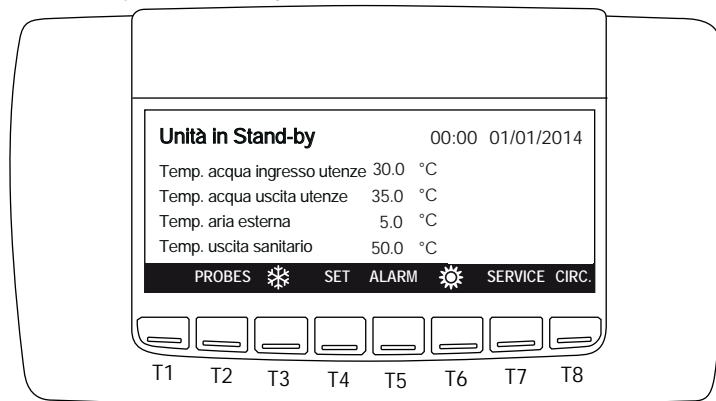 Unità in Stand-by 00:00 01/01/2014
Temp. acqua ingresso utenze 30.0 °C
Temp. acqua uscita utenze 35.0 °C
Temp. aria esterna 5.0 °C
Temp. uscita sanitario 50.0 °C
PROBES SET ALARM SERVICE CIRC.
T1 T2 T3 T4 T5 T6 T7 T8